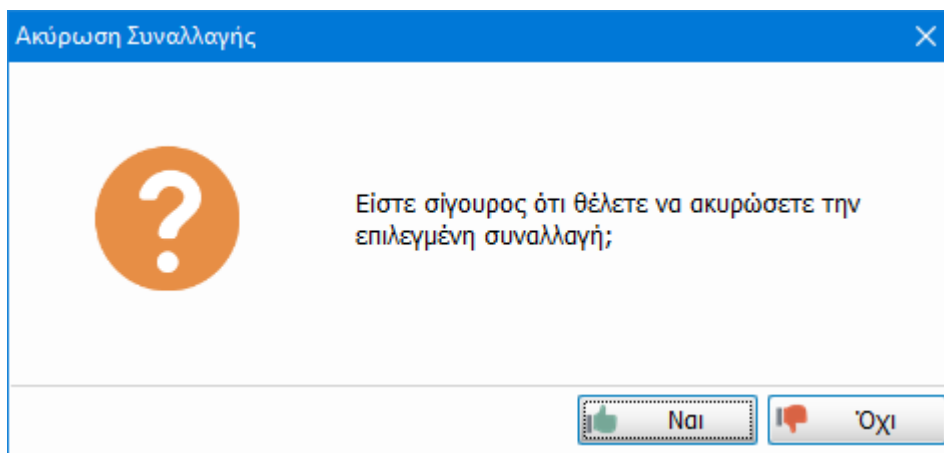 Ακύρωση Συναλλαγής
Είστε σίγουρος ότι θέλετε να ακυρώσετε την
επιλεγμένη συναλλαγή;
Ναι
Όχι